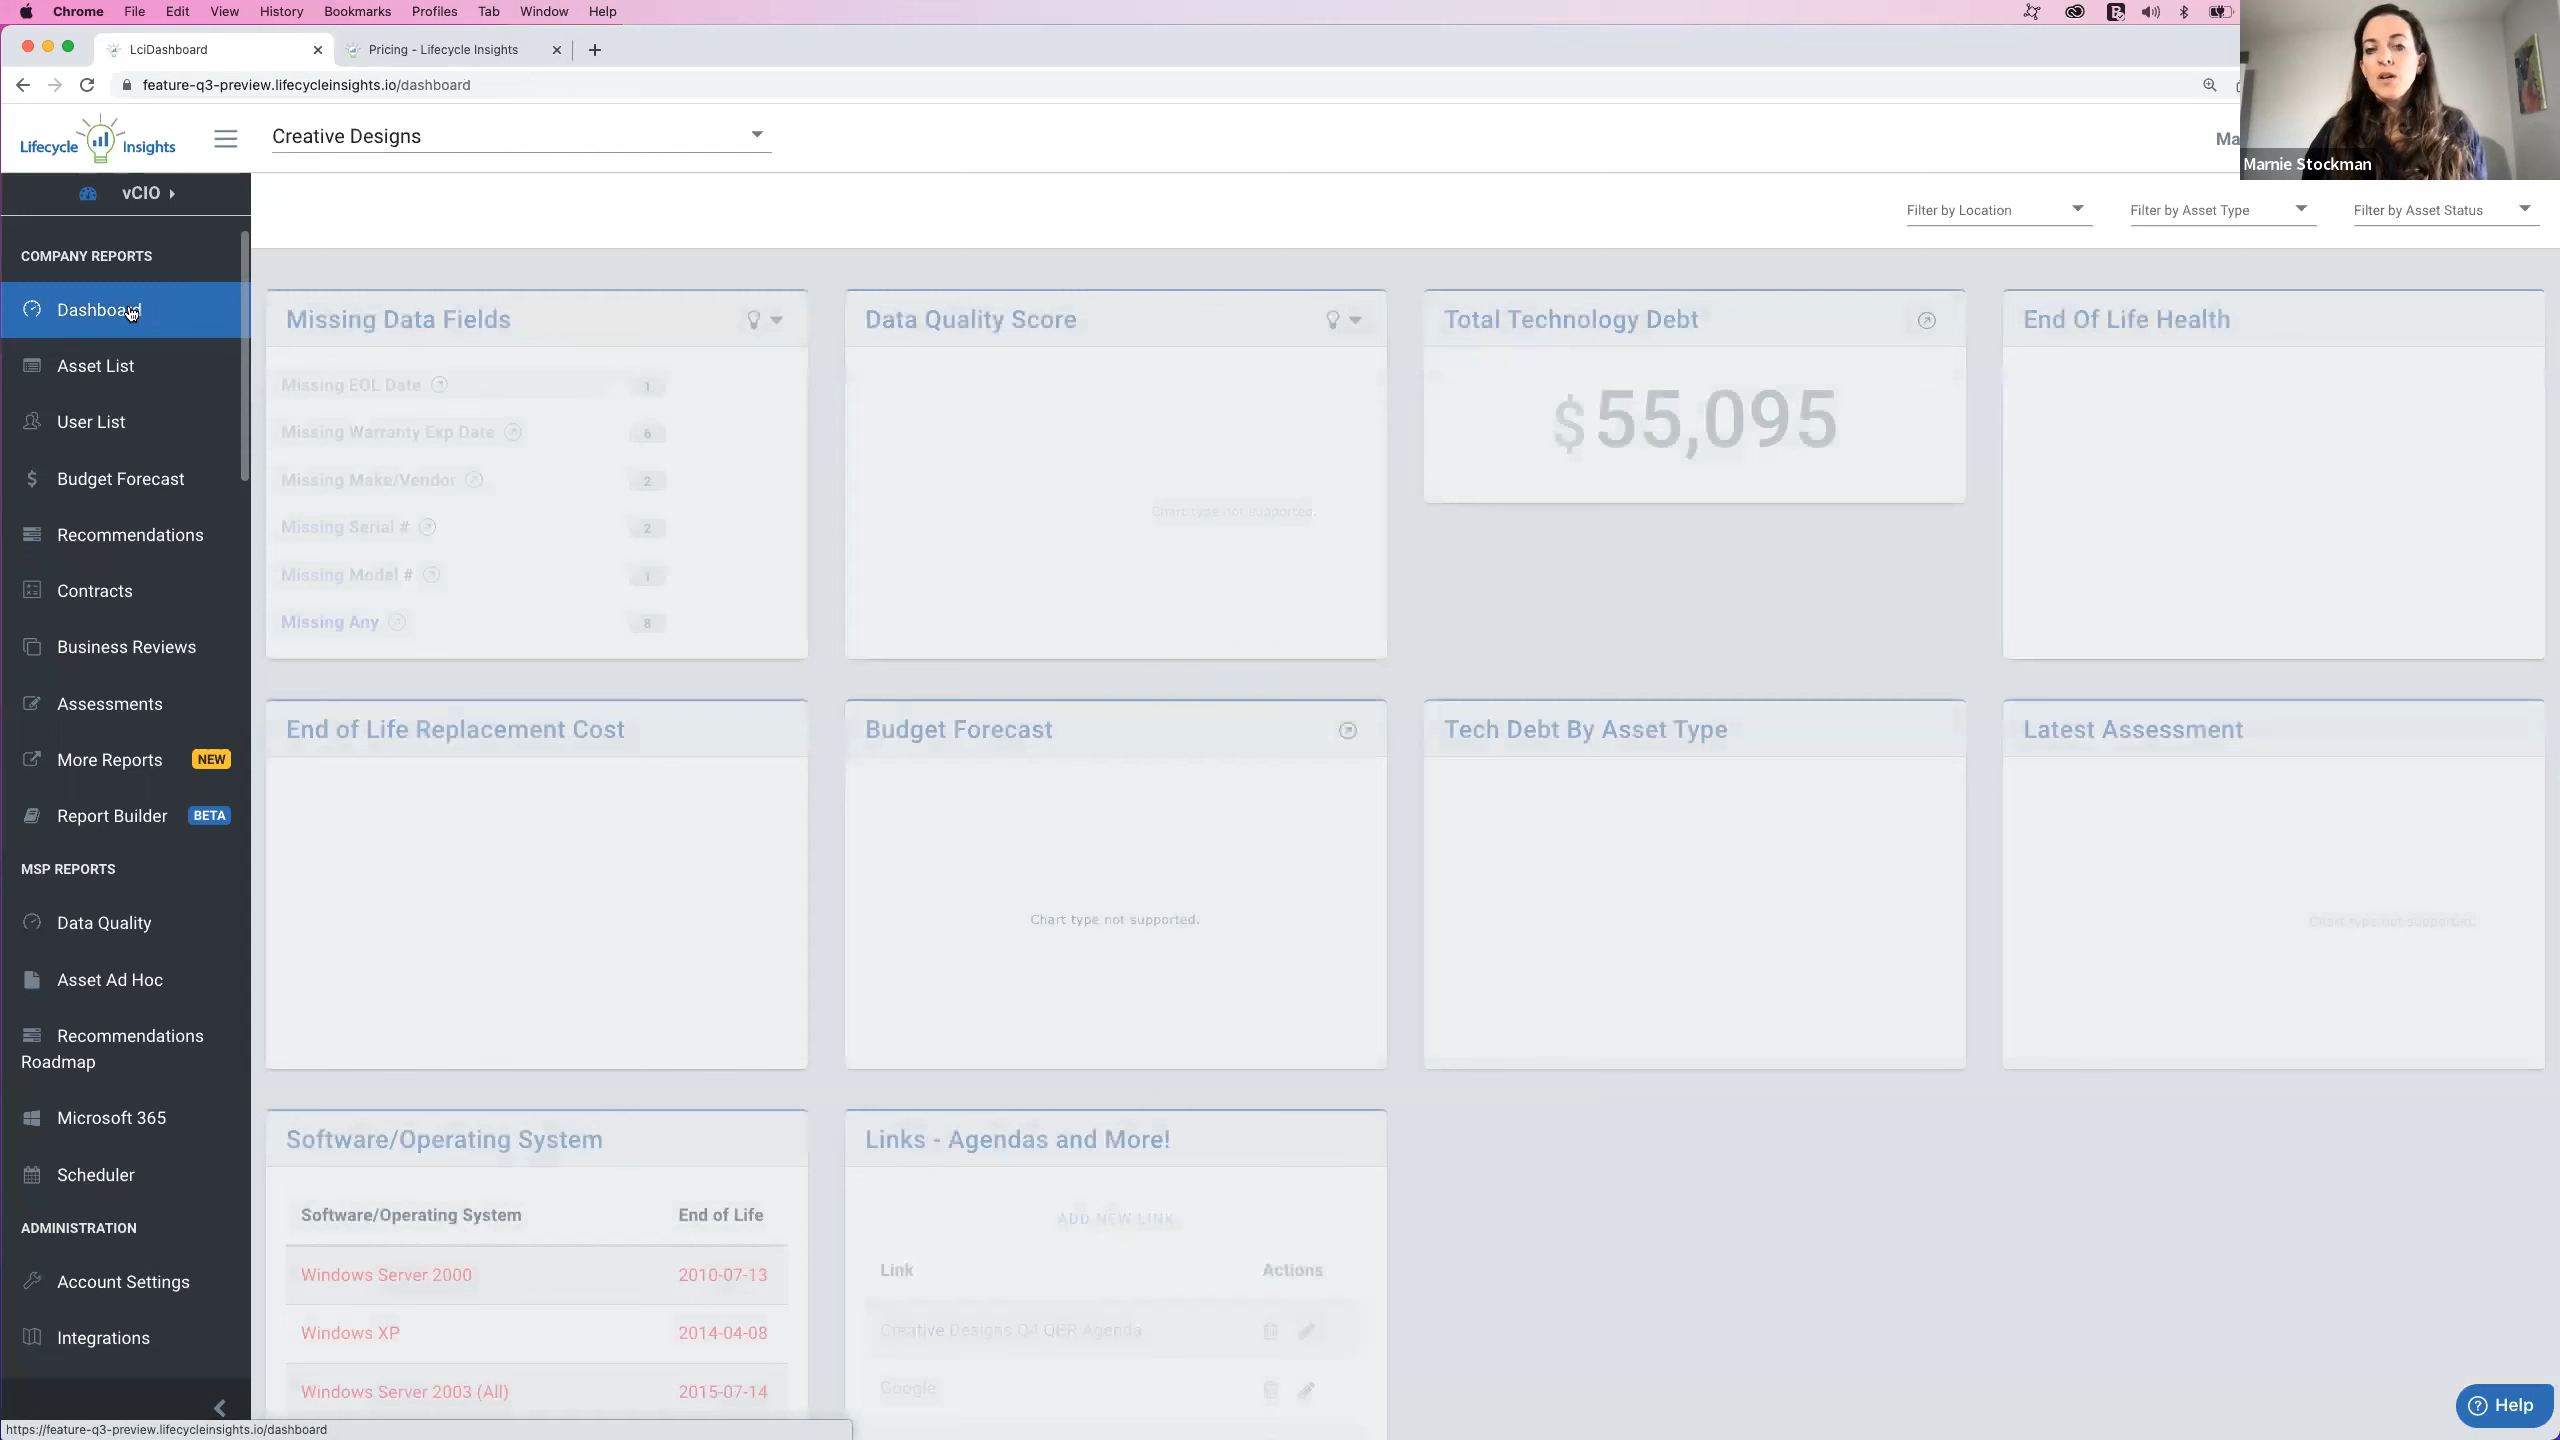 Chrome File Edit View History Bookmarks Profiles Tab Window Help
LciDashboard
Pricing - Lifecycle Insights
feature-q3-preview.lifecycleinsights.io/dashboard
Lifecycle Insights
Creative Designs
Ma
Marnie Stockman
vCIO
Filter by Location
Filter by Asset Type
Filter by Asset Status
COMPANY REPORTS
Dashboard
Asset List
User List
Budget Forecast
Recommendations
Contracts
Business Reviews
Assessments
More Reports NEW
Report Builder BETA
MSP REPORTS
Data Quality
Asset Ad Hoc
Recommendations
Roadmap
Microsoft 365
Scheduler
ADMINISTRATION
Account Settings
Integrations
Missing Data Fields
Missing EOL Date 1
Missing Warranty Exp Date 6
Missing Make/Vendor 2
Missing Serial # 2
Missing Model # 1
Missing Any 8
Data Quality Score
Chart type not supported.
Total Technology Debt
$ 55,095
End Of Life Health
End of Life Replacement Cost
Budget Forecast
Chart type not supported.
Tech Debt By Asset Type
Latest Assessment
Chart type not supported.
Software/Operating System
Software/Operating System End of Life
Windows Server 2000 2010-07-13
Windows XP 2014-04-08
Windows Server 2003 (All) 2015-07-14
Links - Agendas and More!
ADD NEW LINK
Link Actions
Creative Designs Q4 QBR Agenda
Google
Help
https://feature-q3-preview.lifecycleinsights.io/dashboard